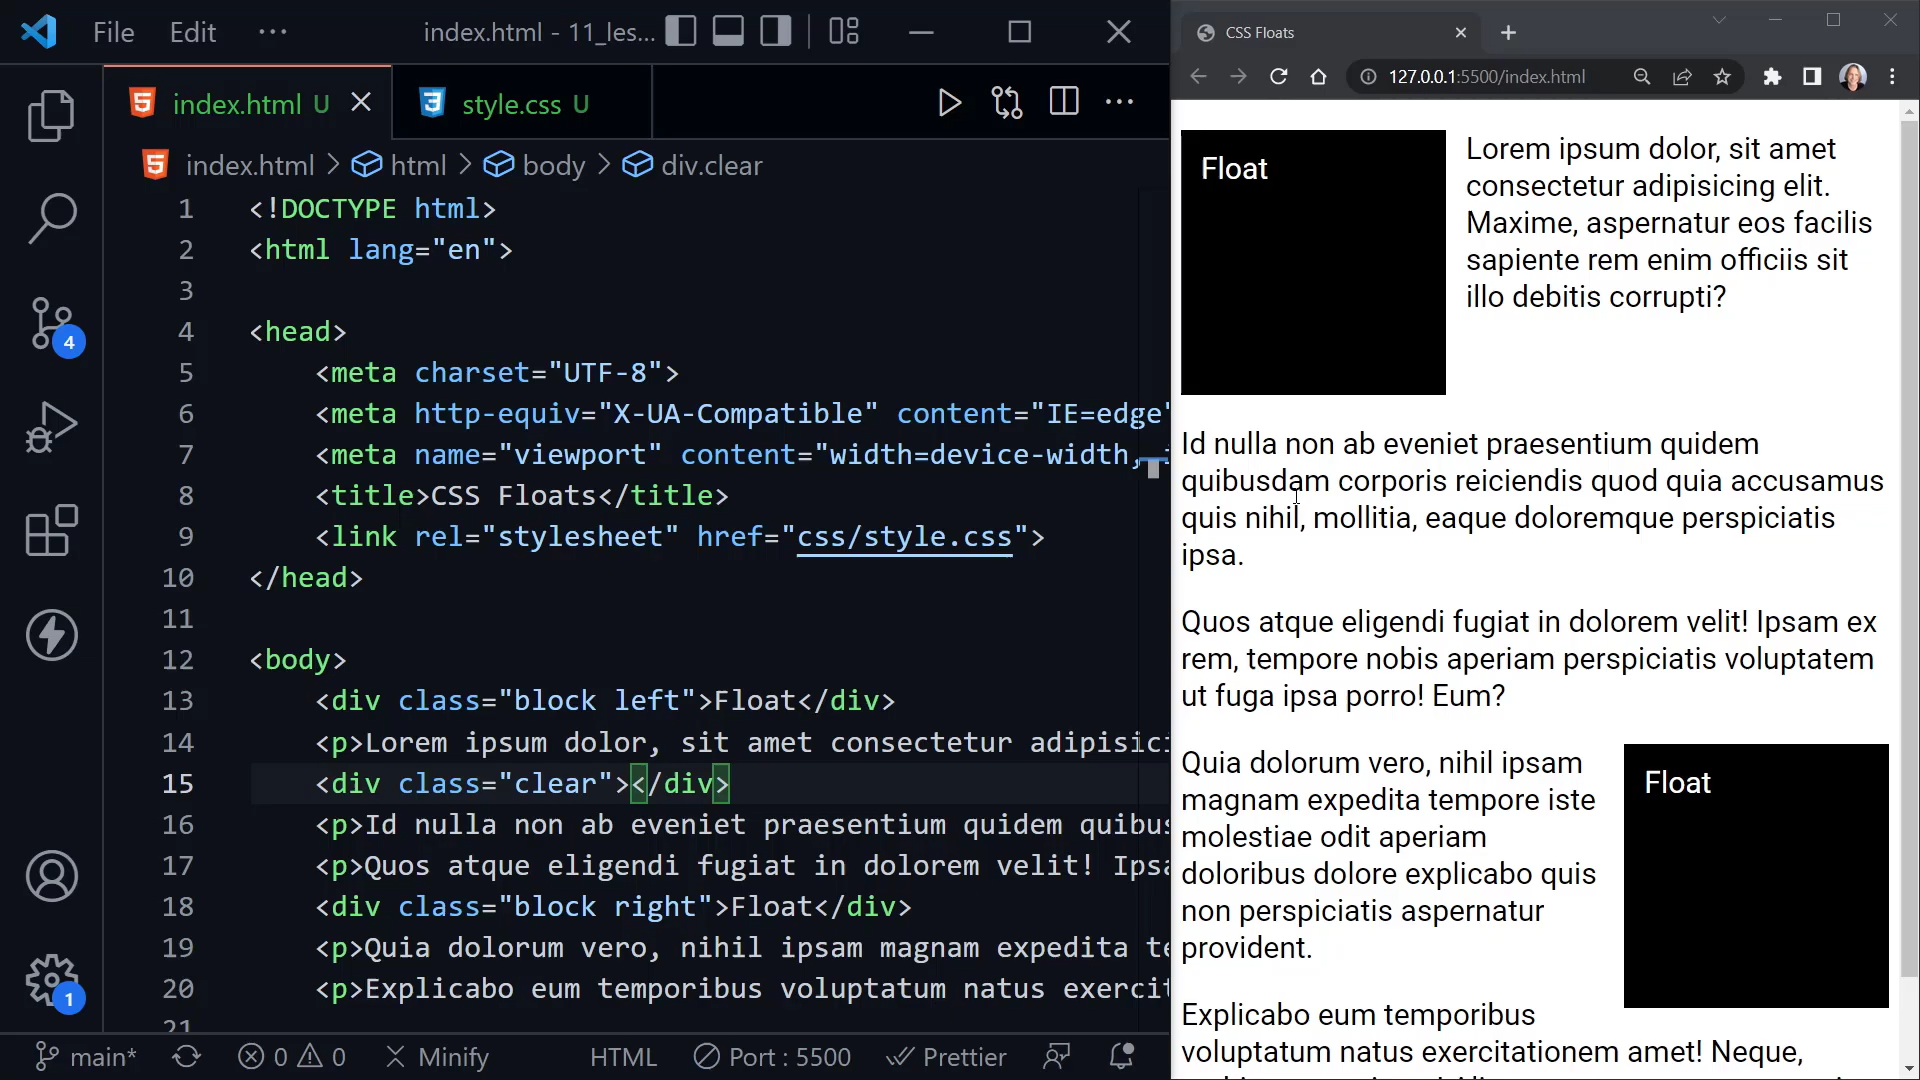 File Edit ··· index.html - 11_les...
index.html U style.css U
index.html > html > body > div.clear
1 <!DOCTYPE html>
2 <html lang="en">
3
4 <head>
5 <meta charset="UTF-8">
6 <meta http-equiv="X-UA-Compatible" content="IE=edge"
7 <meta name="viewport" content="width=device-width,
8 <title>CSS Floats</title>
9 <link rel="stylesheet" href="css/style.css">
10 </head>
11
12 <body>
13 <div class="block left">Float</div>
14 <p>Lorem ipsum dolor, sit amet consectetur adipisici
15 <div class="clear"></div>
16 <p>Id nulla non ab eveniet praesentium quidem quibus
17 <p>Quos atque eligendi fugiat in dolorem velit! Ipsa
18 <div class="block right">Float</div>
19 <p>Quia dolorum vero, nihil ipsam magnam expedita te
20 <p>Explicabo eum temporibus voluptatum natus exercit
21
4
1
main* 0 0 Minify HTML Port : 5500 Prettier
CSS Floats
127.0.0.1:5500/index.html
Float
Lorem ipsum dolor, sit amet
consectetur adipisicing elit.
Maxime, aspernatur eos facilis
sapiente rem enim officiis sit
illo debitis corrupti?
Id nulla non ab eveniet praesentium quidem
quibusdam corporis reiciendis quod quia accusamus
quis nihil, mollitia, eaque doloremque perspiciatis
ipsa.
Quos atque eligendi fugiat in dolorem velit! Ipsam ex
rem, tempore nobis aperiam perspiciatis voluptatem
ut fuga ipsa porro! Eum?
Quia dolorum vero, nihil ipsam
magnam expedita tempore iste
molestiae odit aperiam
doloribus dolore explicabo quis
non perspiciatis aspernatur
provident.
Float
Explicabo eum temporibus
voluptatum natus exercitationem amet! Neque,